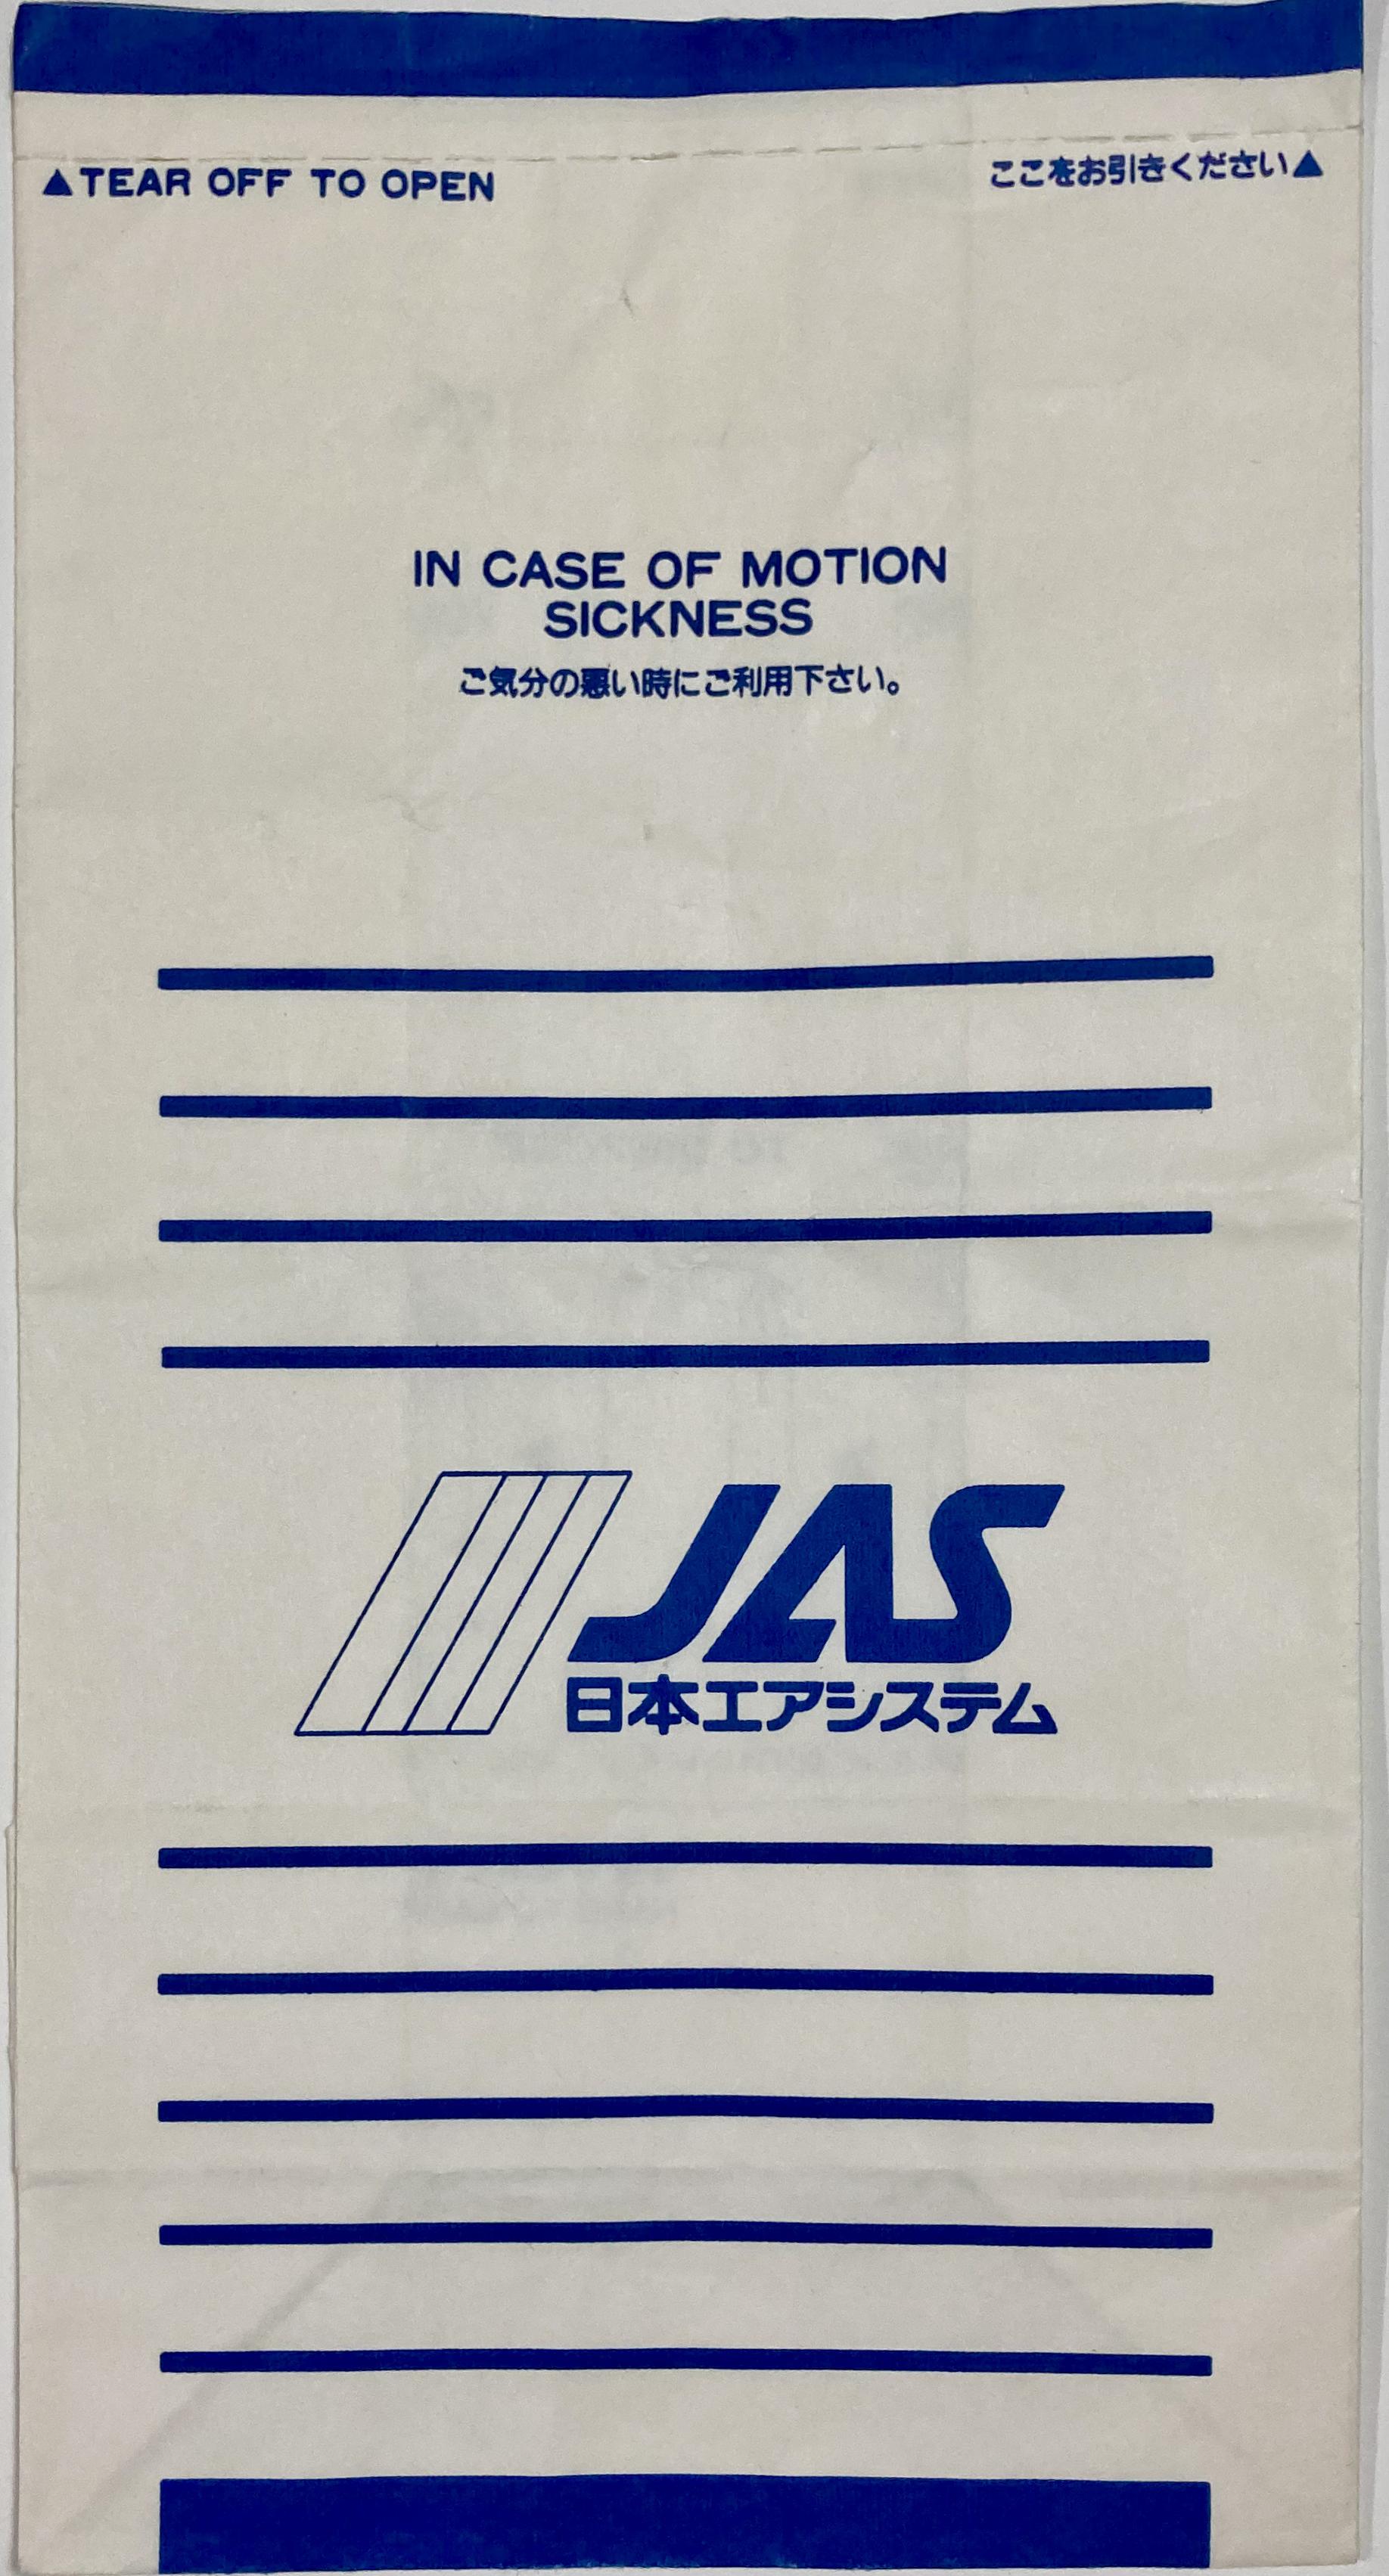 ▲TEAR OFF TO OPEN
ここをお引きください▲
IN CASE OF MOTION
SICKNESS
ご気分の悪い時にご利用下さい。
JAS
日本エアシステム